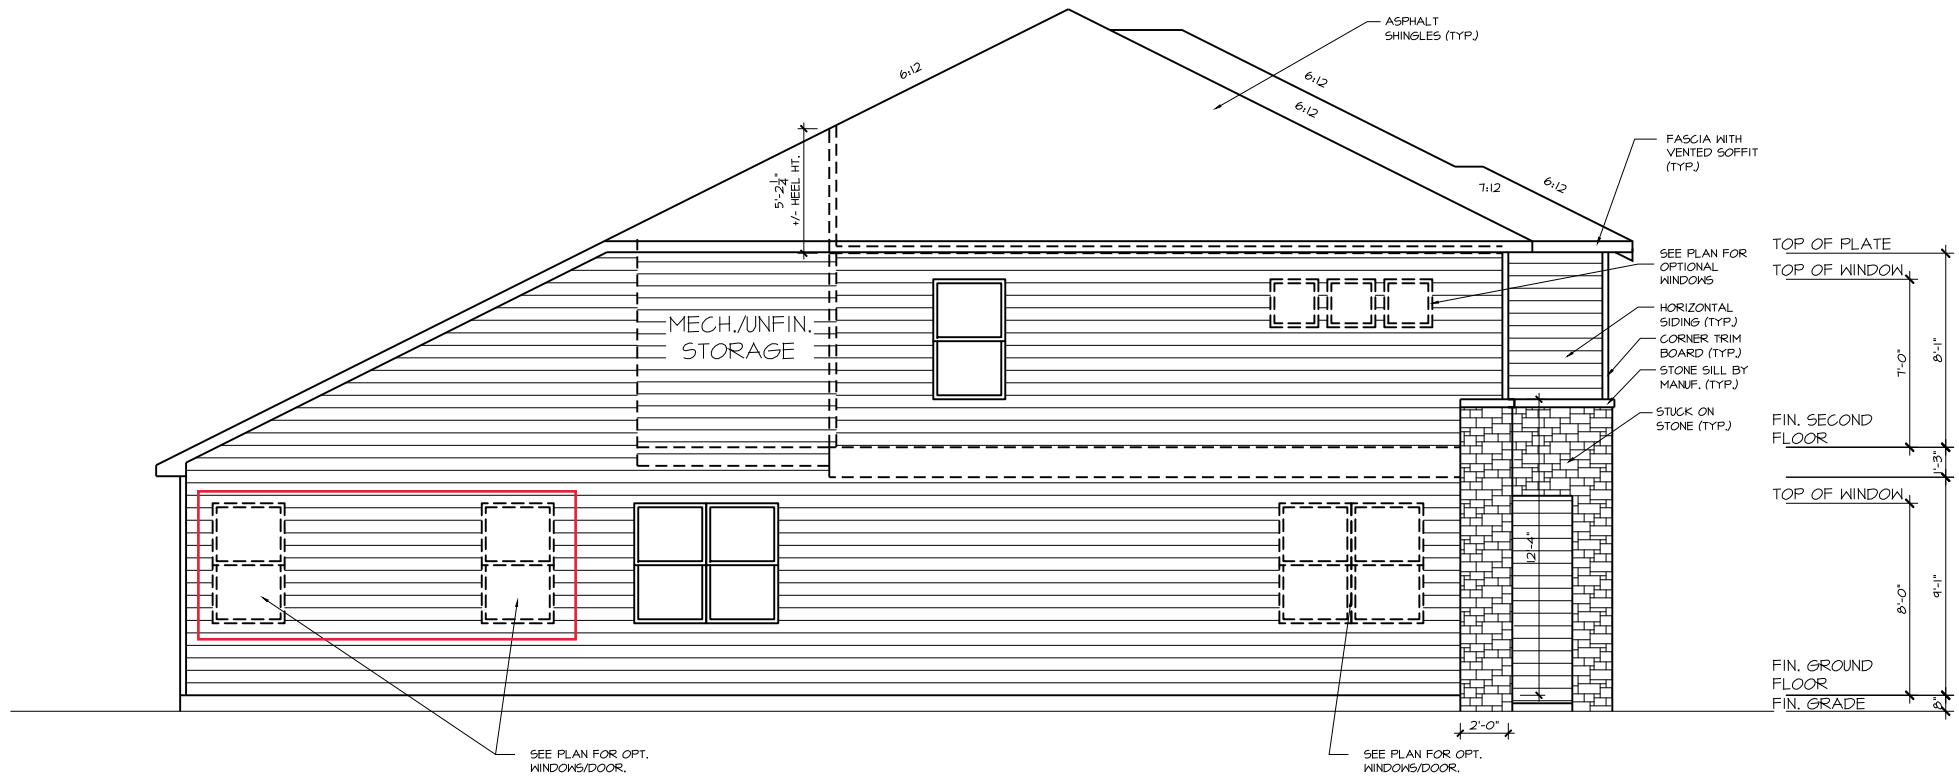 ASPHALT
SHINGLES (TYP.)
6:12
6:12
6:12
FASCIA WITH
VENTED SOFFIT
(TYP.)
5'-2 1/4"
+/- HEEL HT.
7:12
6:12
TOP OF PLATE
SEE PLAN FOR
OPTIONAL
WINDOWS
TOP OF WINDOW
MECH./UNFIN.
STORAGE
HORIZONTAL
SIDING (TYP.)
CORNER TRIM
BOARD (TYP.)
STONE SILL BY
MANUF. (TYP.)
7'-0"
8'-1"
STUCK ON
STONE (TYP.)
FIN. SECOND
FLOOR
1'-3"
TOP OF WINDOW
12'-4"
8'-0"
9'-1"
FIN. GROUND
FLOOR
FIN. GRADE
8"
2'-0"
SEE PLAN FOR OPT.
WINDOWS/DOOR.
SEE PLAN FOR OPT.
WINDOWS/DOOR.